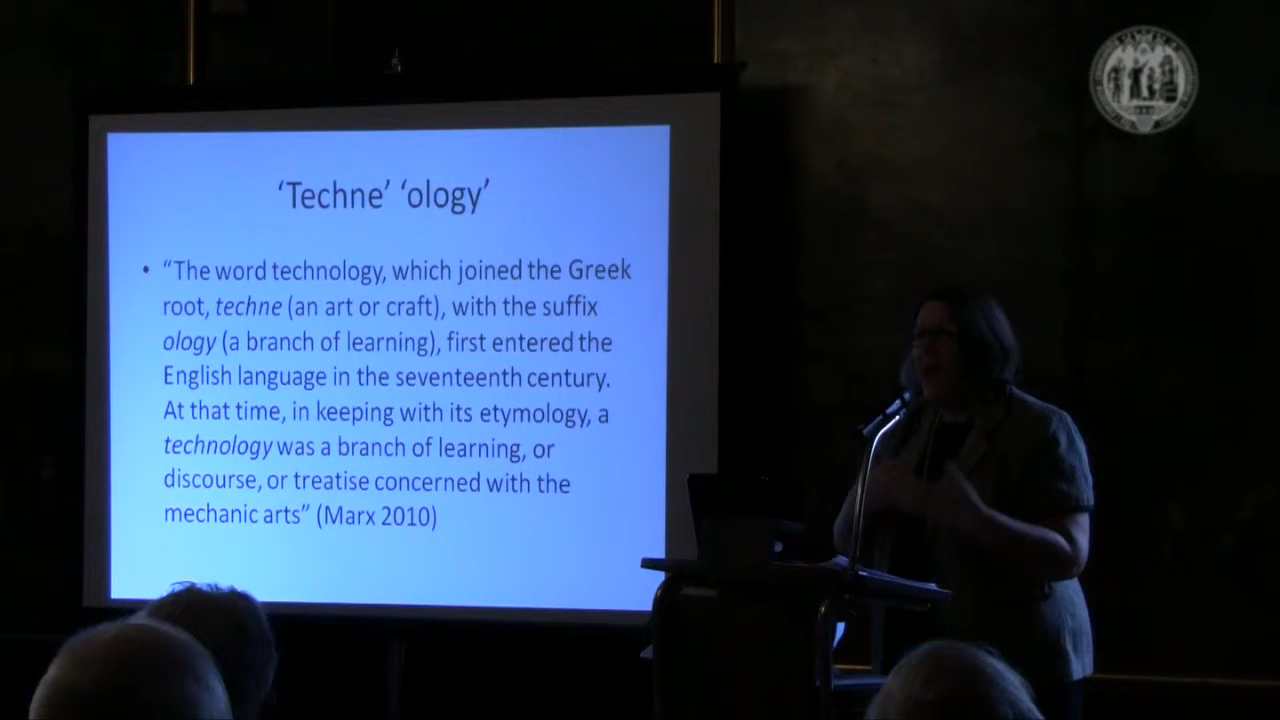 ‘Techne’ ‘ology’
• “The word technology, which joined the Greek
root, techne (an art or craft), with the suffix
ology (a branch of learning), first entered the
English language in the seventeenth century.
At that time, in keeping with its etymology, a
technology was a branch of learning, or
discourse, or treatise concerned with the
mechanic arts” (Marx 2010)